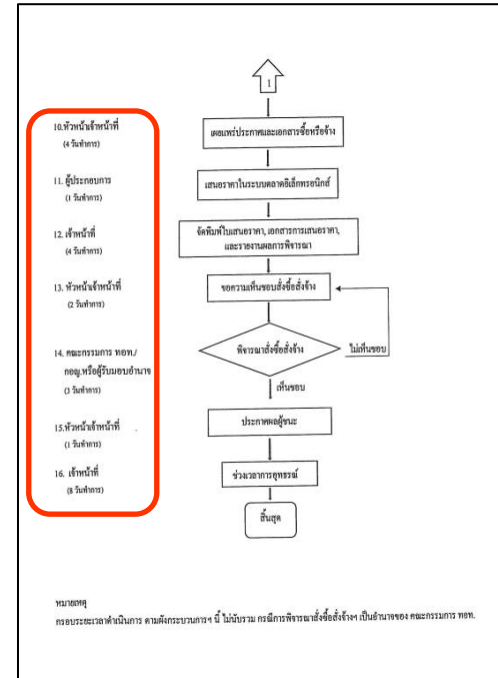 1
10.หัวหน้าเจ้าหน้าที่
(4 วันทำการ)
เผยแพร่ประกาศและเอกสารซื้อหรือจ้าง
11. ผู้ประกอบการ
(1 วันทำการ)
เสนอราคาในระบบตลาดอิเล็กทรอนิกส์
12. เจ้าหน้าที่
(4 วันทำการ)
จัดพิมพ์ใบเสนอราคา, เอกสารการเสนอราคา,
และรายงานผลการพิจารณา
13. หัวหน้าเจ้าหน้าที่
(2 วันทำการ)
ขอความเห็นชอบสั่งซื้อสั่งจ้าง
14. คณะกรรมการ ทอท./
กอญ.หรือผู้รับมอบอำนาจ
(3 วันทำการ)
พิจารณาสั่งซื้อสั่งจ้าง
ไม่เห็นชอบ
เห็นชอบ
15.หัวหน้าเจ้าหน้าที่
(1 วันทำการ)
ประกาศผลผู้ชนะ
16. เจ้าหน้าที่
(8 วันทำการ)
ช่วงเวลาการอุทธรณ์
สิ้นสุด
หมายเหตุ
กรอบระยะเวลาดำเนินการ ตามผังกระบวนการฯ นี้ ไม่นับรวม กรณีการพิจารณาสั่งซื้อสั่งจ้างฯ เป็นอำนาจของ คณะกรรมการ ทอท.